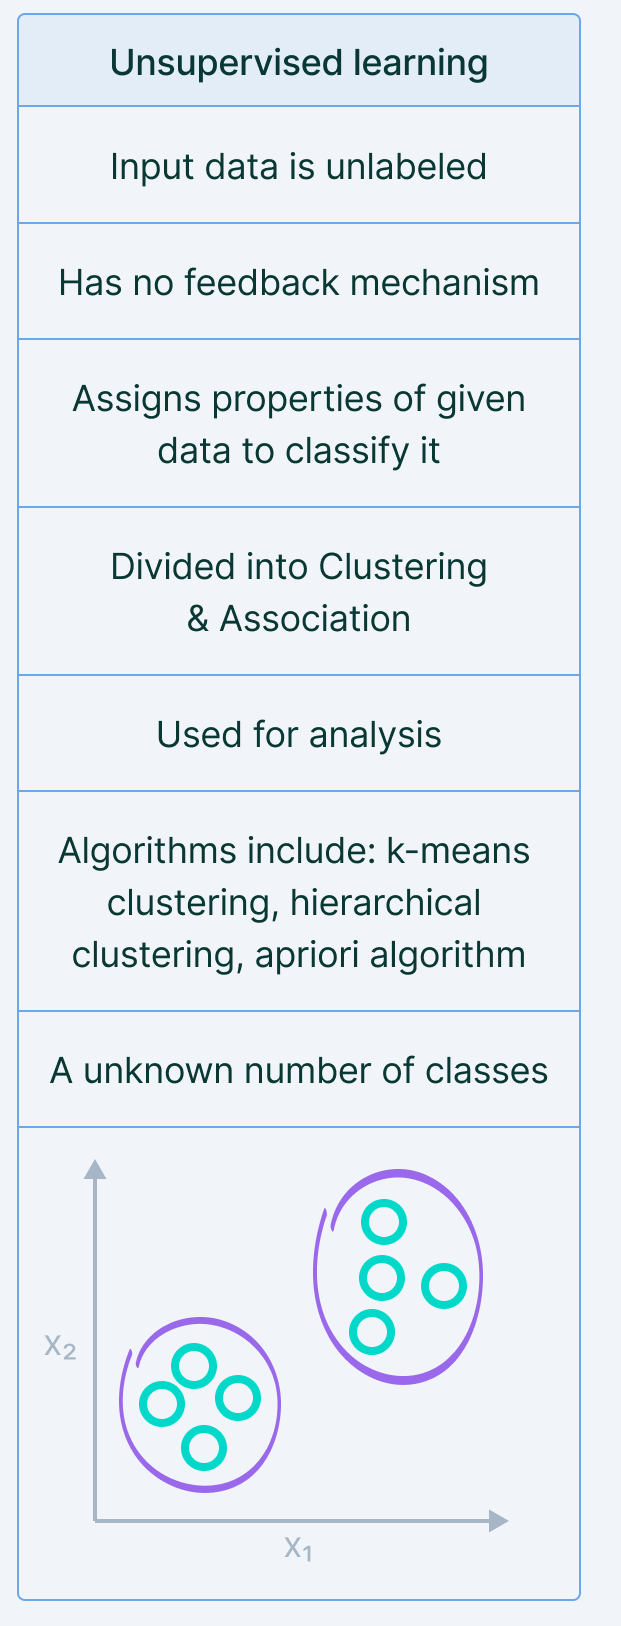 Unsupervised learning
Input data is unlabeled
Has no feedback mechanism
Assigns properties of given
data to classify it
Divided into Clustering
& Association
Used for analysis
Algorithms include: k-means
clustering, hierarchical
clustering, apriori algorithm
A unknown number of classes
X₂
X₁